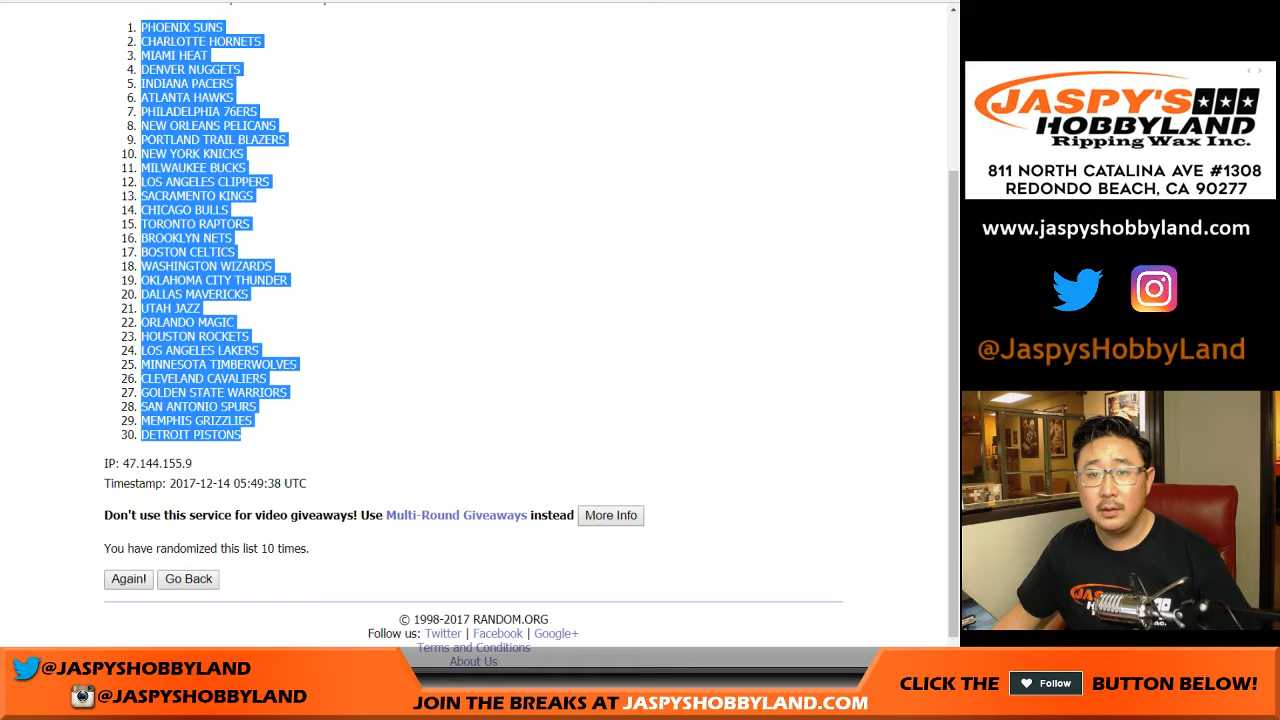 1. PHOENIX SUNS
2. CHARLOTTE HORNETS
3. MIAMI HEAT
4. DENVER NUGGETS
5. INDIANA PACERS
6. ATLANTA HAWKS
7. PHILADELPHIA 76ERS
8. NEW ORLEANS PELICANS
9. PORTLAND TRAIL BLAZERS
10. NEW YORK KNICKS
11. MILWAUKEE BUCKS
12. LOS ANGELES CLIPPERS
13. SACRAMENTO KINGS
14. CHICAGO BULLS
15. TORONTO RAPTORS
16. BROOKLYN NETS
17. BOSTON CELTICS
18. WASHINGTON WIZARDS
19. OKLAHOMA CITY THUNDER
20. DALLAS MAVERICKS
21. UTAH JAZZ
22. ORLANDO MAGIC
23. HOUSTON ROCKETS
24. LOS ANGELES LAKERS
25. MINNESOTA TIMBERWOLVES
26. CLEVELAND CAVALIERS
27. GOLDEN STATE WARRIORS
28. SAN ANTONIO SPURS
29. MEMPHIS GRIZZLIES
30. DETROIT PISTONS
IP: 47.144.155.9
Timestamp: 2017-12-14 05:49:38 UTC
Don't use this service for video giveaways! Use Multi-Round Giveaways instead More Info
You have randomized this list 10 times.
Again! Go Back
© 1998-2017 RANDOM.ORG
Follow us: Twitter | Facebook | Google+
Terms and Conditions
About Us
JASPY'S
HOBBYLAND
Ripping Wax Inc.
811 NORTH CATALINA AVE #1308
REDONDO BEACH, CA 90277
www.jaspyshobbyland.com
@JaspysHobbyLand
JASPY'S
HOBBYLAND
@JASPYSHOBBYLAND
@JASPYSHOBBYLAND
JOIN THE BREAKS AT JASPYSHOBBYLAND.COM
CLICK THE Follow BUTTON BELOW!